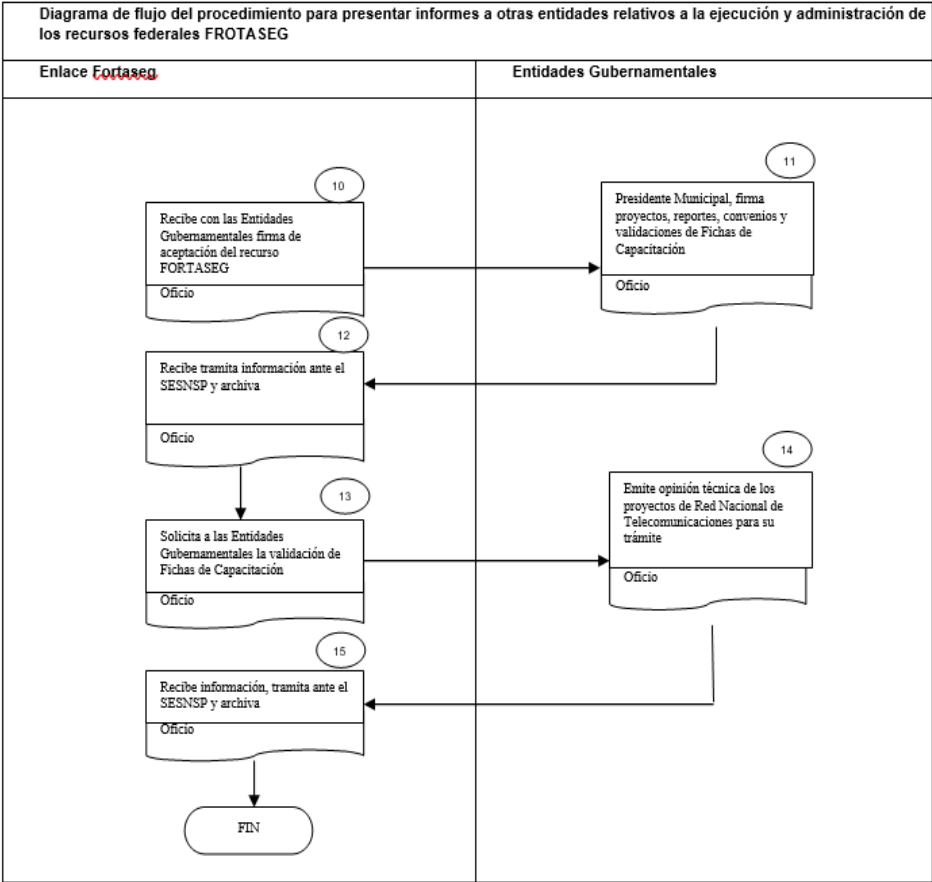 Diagrama de flujo del procedimiento para presentar informes a otras entidades relativos a la ejecución y administración de
los recursos federales FROTASEG
Enlace Fortaseg
Entidades Gubernamentales
10
Recibe con las Entidades
Gubernamentales firma de
aceptación del recurso
FORTASEG
Oficio
11
Presidente Municipal, firma
proyectos, reportes, convenios y
validaciones de Fichas de
Capacitación
Oficio
12
Recibe tramita información ante el
SESNSP y archiva
Oficio
13
Solicita a las Entidades
Gubernamentales la validación de
Fichas de Capacitación
Oficio
14
Emite opinión técnica de los
proyectos de Red Nacional de
Telecomunicaciones para su
trámite
Oficio
15
Recibe información, tramita ante el
SESNSP y archiva
Oficio
FIN